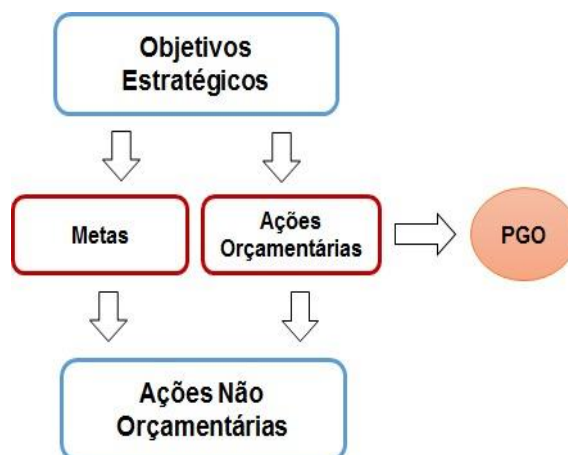 Objetivos
Estratégicos
Metas
Ações
Orçamentárias
PGO
Ações Não
Orçamentárias